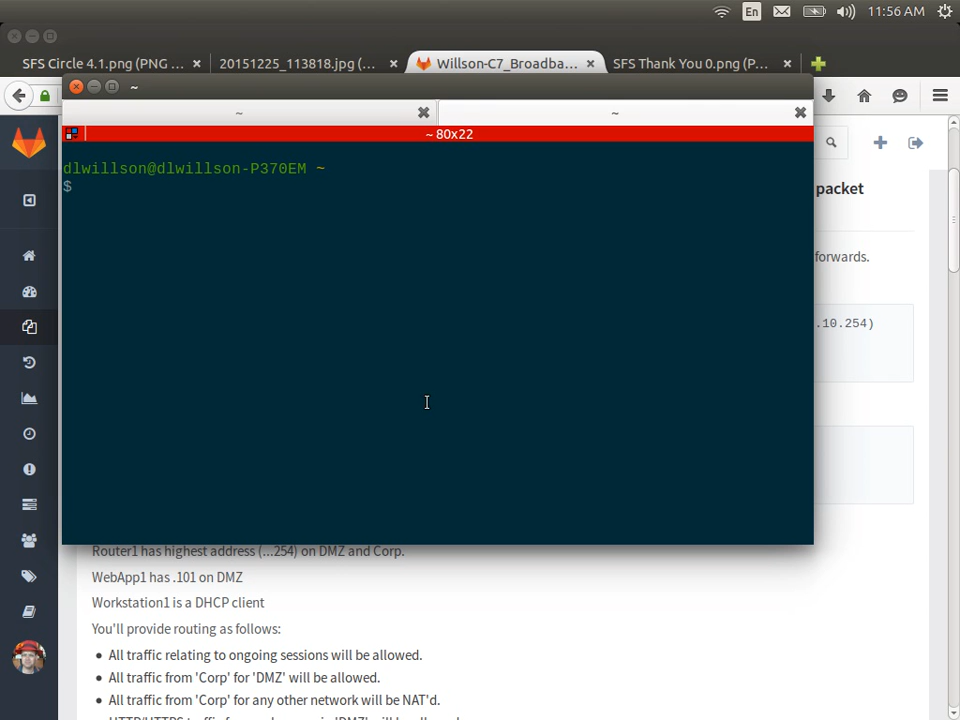 En
11:56 AM
SFS Circle 4.1.png (PNG ...
20151225_113818.jpg (...
Willson-C7_Broadba...
SFS Thank You 0.png (P...
~
~
~
~ 80x22
dlwillson@dlwillson-P370EM ~
$
packet
forwards.
.10.254)
Router1 has highest address (...254) on DMZ and Corp.
WebApp1 has .101 on DMZ
Workstation1 is a DHCP client
You'll provide routing as follows:
All traffic relating to ongoing sessions will be allowed.
All traffic from 'Corp' for 'DMZ' will be allowed.
All traffic from 'Corp' for any other network will be NAT'd.